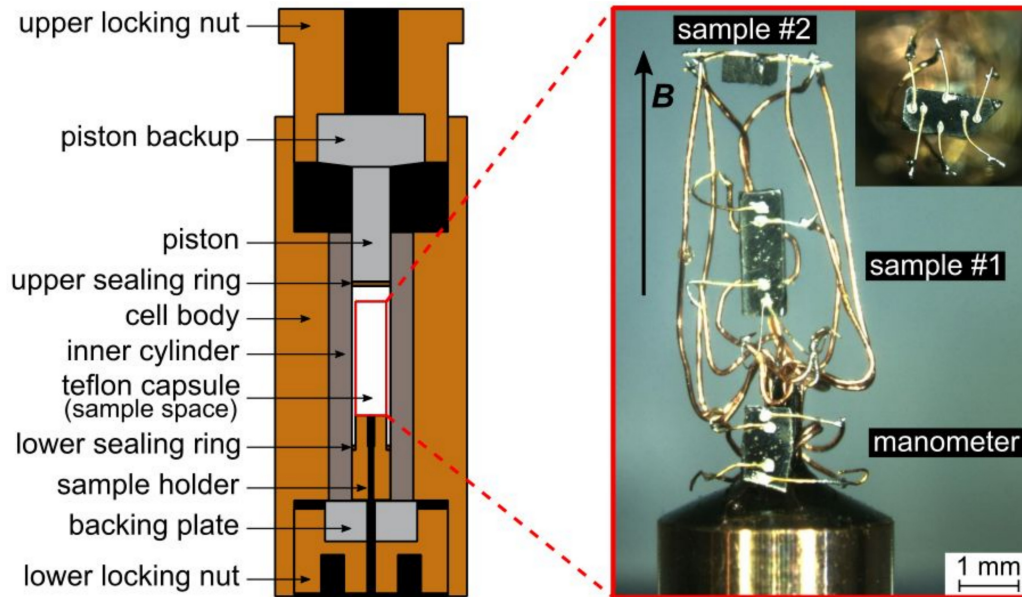 upper locking nut
piston backup
piston
upper sealing ring
cell body
inner cylinder
teflon capsule
(sample space)
lower sealing ring
sample holder
backing plate
lower locking nut
sample #2
B
sample #1
manometer
1 mm